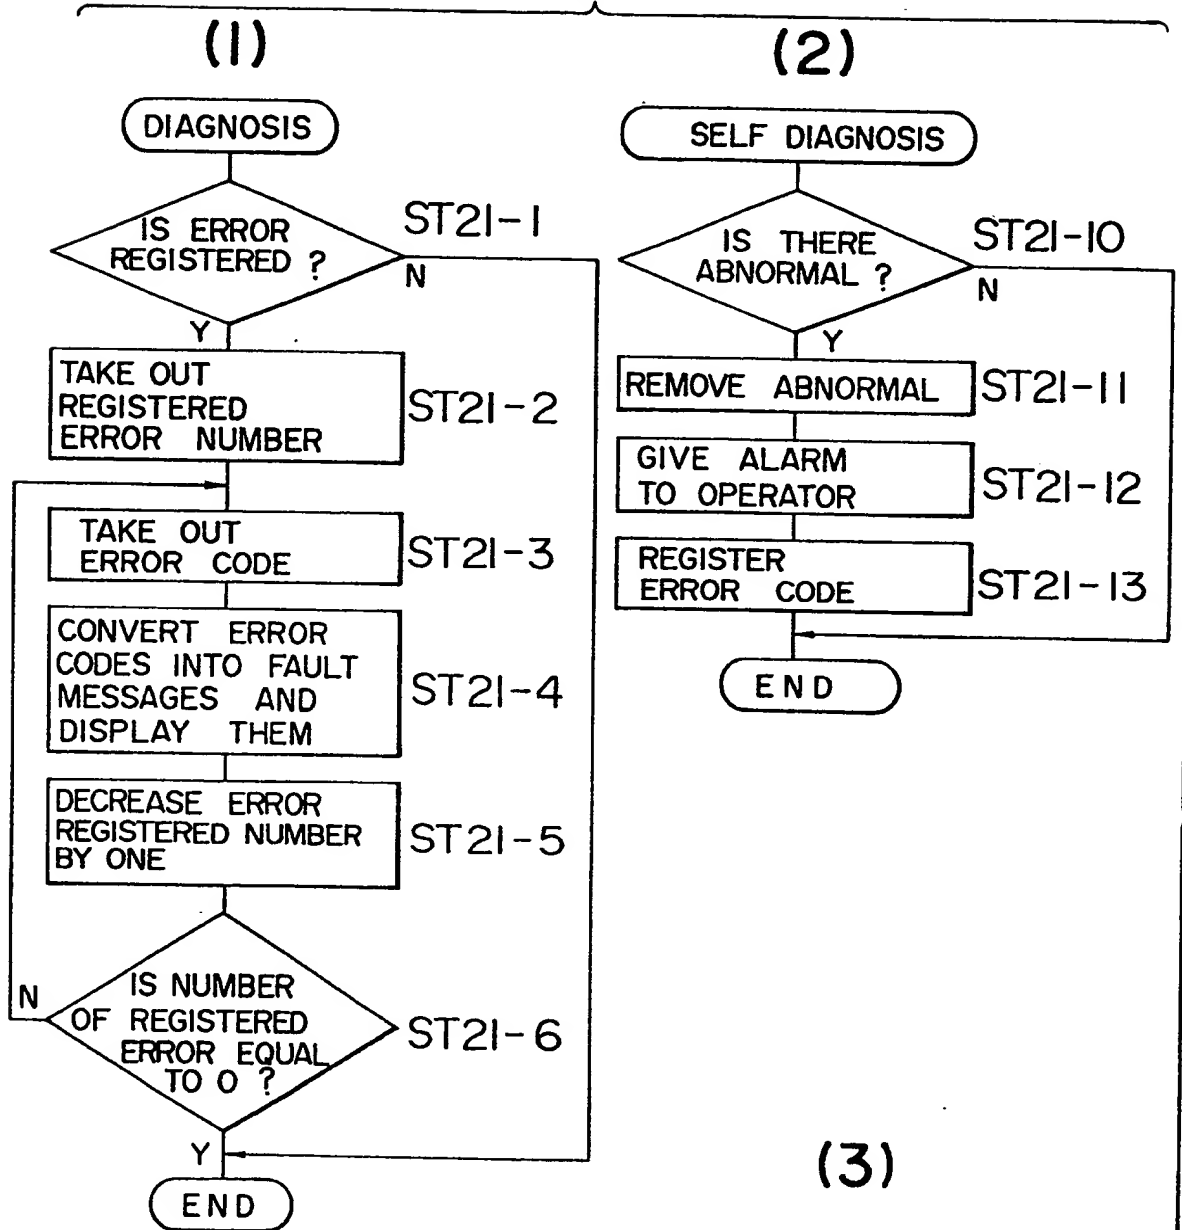 (1)
DIAGNOSIS
IS ERROR
REGISTERED ?
ST21-1
N
Y
TAKE OUT
REGISTERED
ERROR NUMBER
ST21-2
TAKE OUT
ERROR CODE
ST21-3
CONVERT ERROR
CODES INTO FAULT
MESSAGES AND
DISPLAY THEM
ST21-4
DECREASE ERROR
REGISTERED NUMBER
BY ONE
ST21-5
N
IS NUMBER
OF REGISTERED
ERROR EQUAL
TO 0 ?
ST21-6
Y
END
(2)
SELF DIAGNOSIS
IS THERE
ABNORMAL ?
ST21-10
N
Y
REMOVE ABNORMAL
ST21-11
GIVE ALARM
TO OPERATOR
ST21-12
REGISTER
ERROR CODE
ST21-13
END
(3)